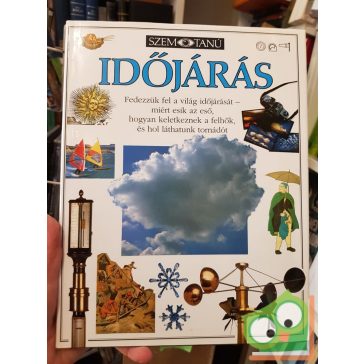 SZEM TANÚ
IDŐJÁRÁS
Fedezzük fel a világ időjárását –
miért esik az eső,
hogyan keletkeznek a felhők,
és hol láthatunk tornádót